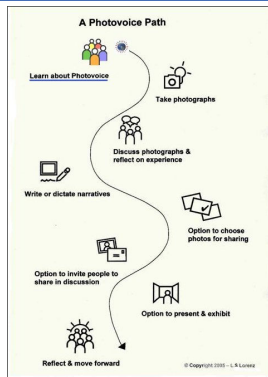 A Photovoice Path
Learn about Photovoice
Take photographs
Discuss photographs &
reflect on experience
Write or dictate narratives
Option to choose
photos for sharing
Option to invite people to
share in discussion
Option to present & exhibit
Reflect & move forward
© Copyright 2005 – L S Lorenz